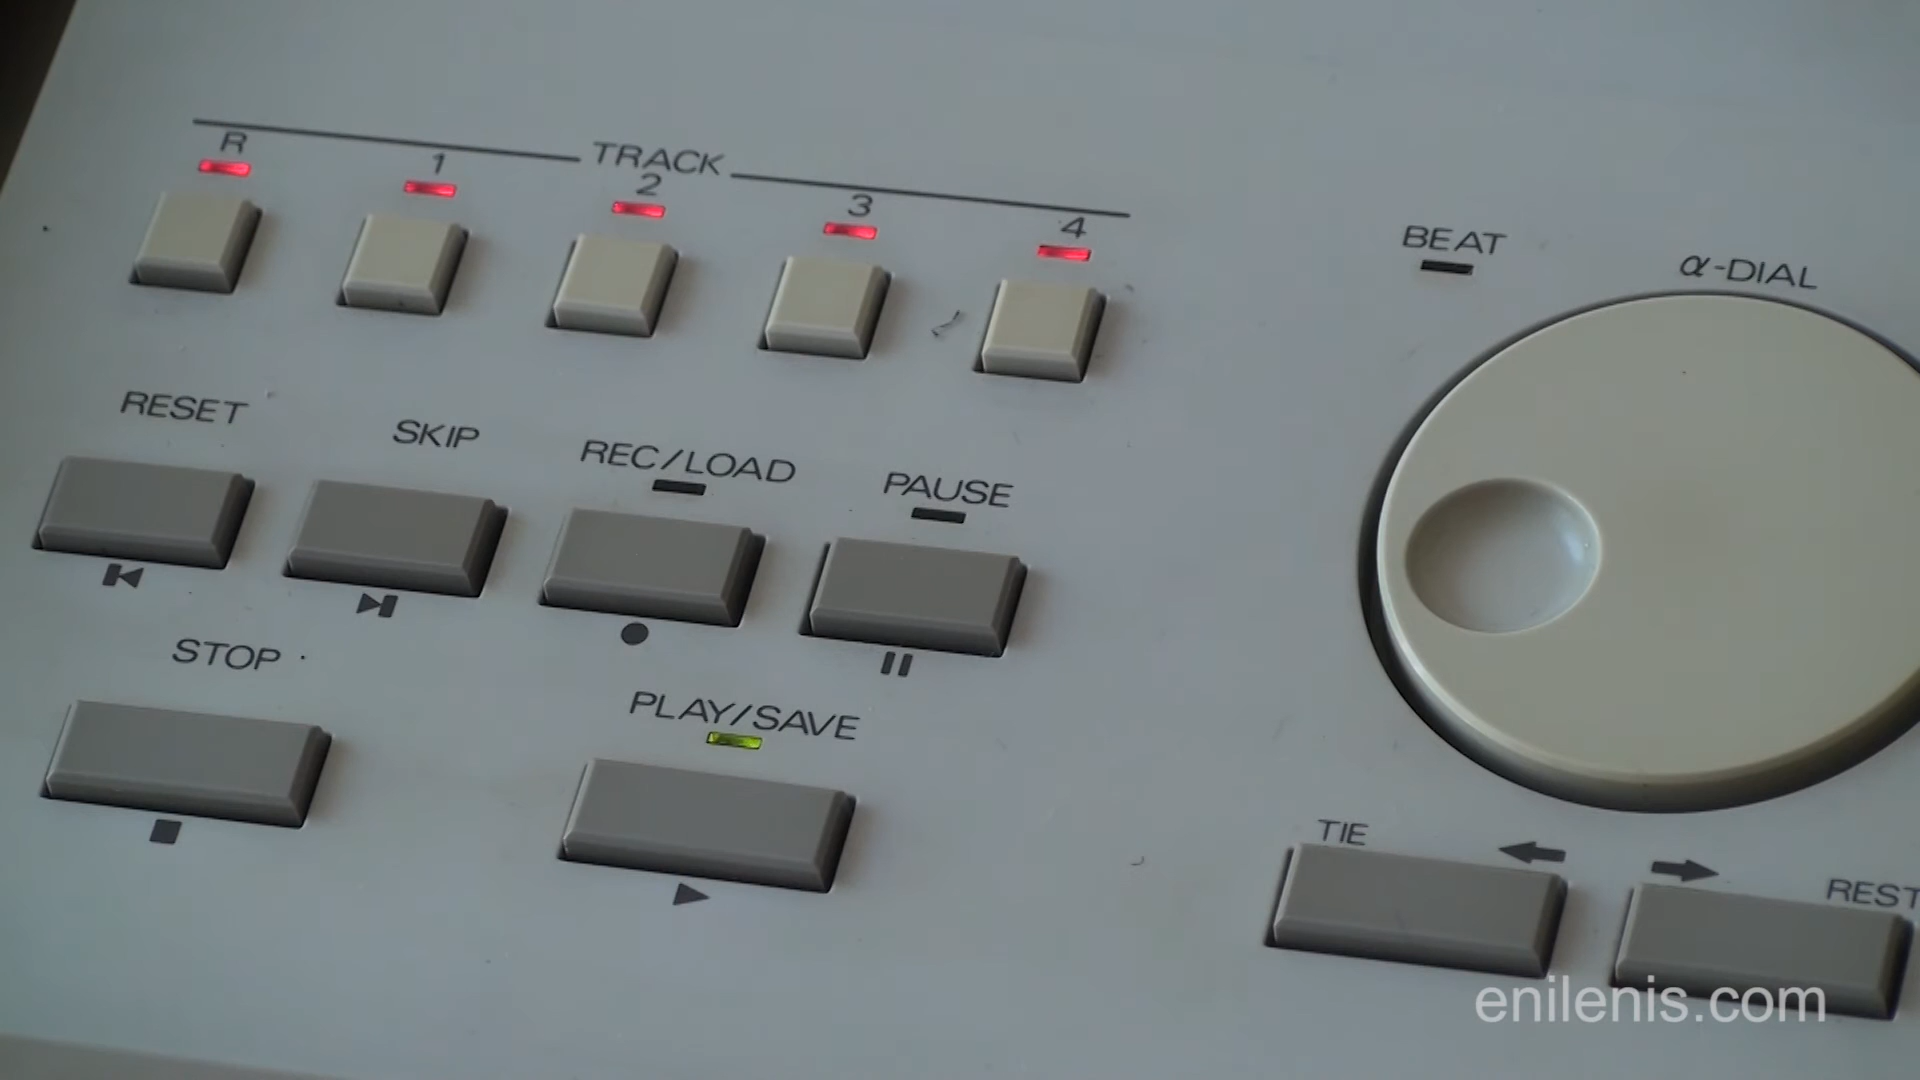 TRACK
R
1
2
3
4
BEAT
α-DIAL
RESET
SKIP
REC/LOAD
PAUSE
STOP
PLAY/SAVE
TIE
REST
enilenis.com